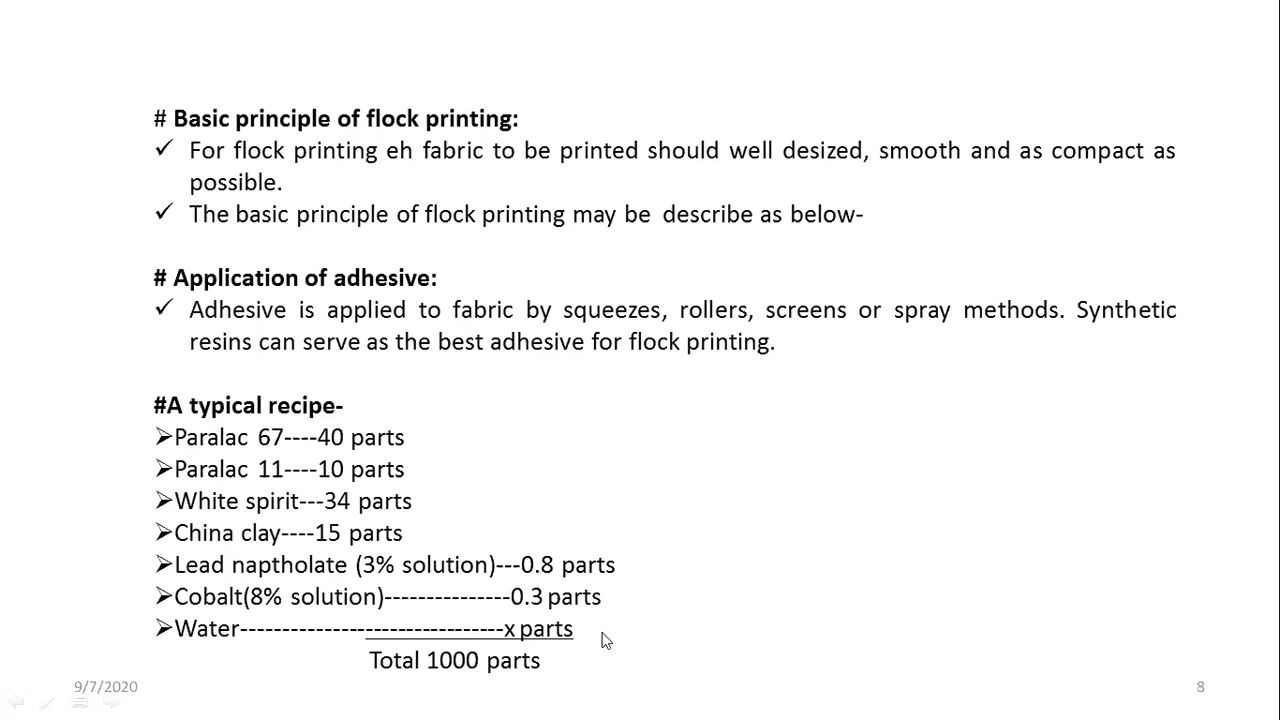 # Basic principle of flock printing:
✓ For flock printing eh fabric to be printed should well desized, smooth and as compact as
possible.
✓ The basic principle of flock printing may be describe as below-
# Application of adhesive:
✓ Adhesive is applied to fabric by squeezes, rollers, screens or spray methods. Synthetic
resins can serve as the best adhesive for flock printing.
#A typical recipe-
➢Paralac 67----40 parts
➢Paralac 11----10 parts
➢White spirit---34 parts
➢China clay----15 parts
➢Lead naptholate (3% solution)---0.8 parts
➢Cobalt(8% solution)---------------0.3 parts
➢Water-------------------------------x parts
Total 1000 parts
9/7/2020
8